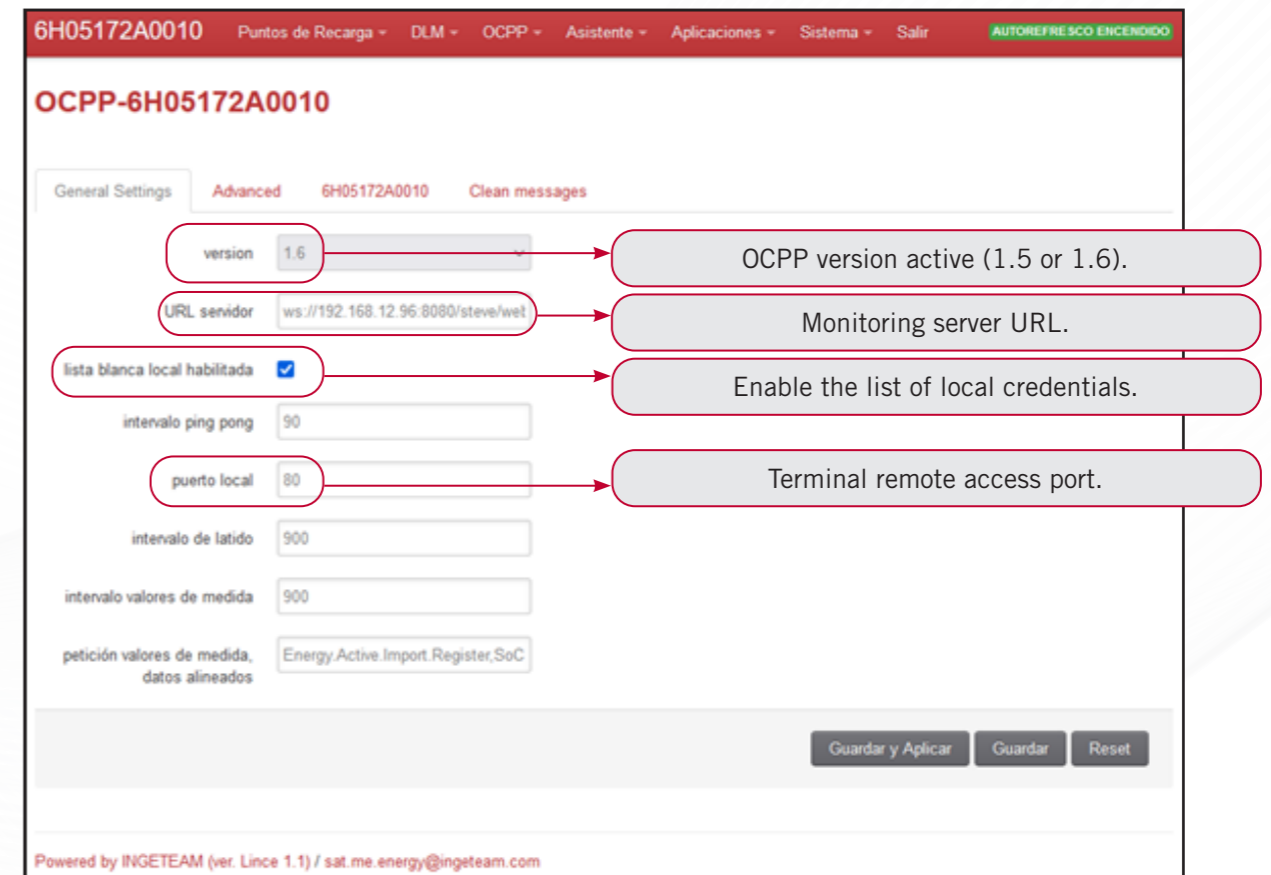 6H05172A0010 Puntos de Recarga DLM OCPP Asistente Aplicaciones Sistema Salir AUTOREFRESCO ENCENDIDO
OCPP-6H05172A0010
General Settings Advanced 6H05172A0010 Clean messages
version 1.6 OCPP version active (1.5 or 1.6).
URL servidor ws://192.168.12.96:8080/steve/web Monitoring server URL.
lista blanca local habilitada Enable the list of local credentials.
intervalo ping pong 90
puerto local 80 Terminal remote access port.
intervalo de latido 900
intervalo valores de medida 900
petición valores de medida, Energy.Active.Import.Register,SoC
datos alineados
Guardar y Aplicar Guardar Reset
Powered by INGETEAM (ver. Lince 1.1) / sat.me.energy@ingeteam.com